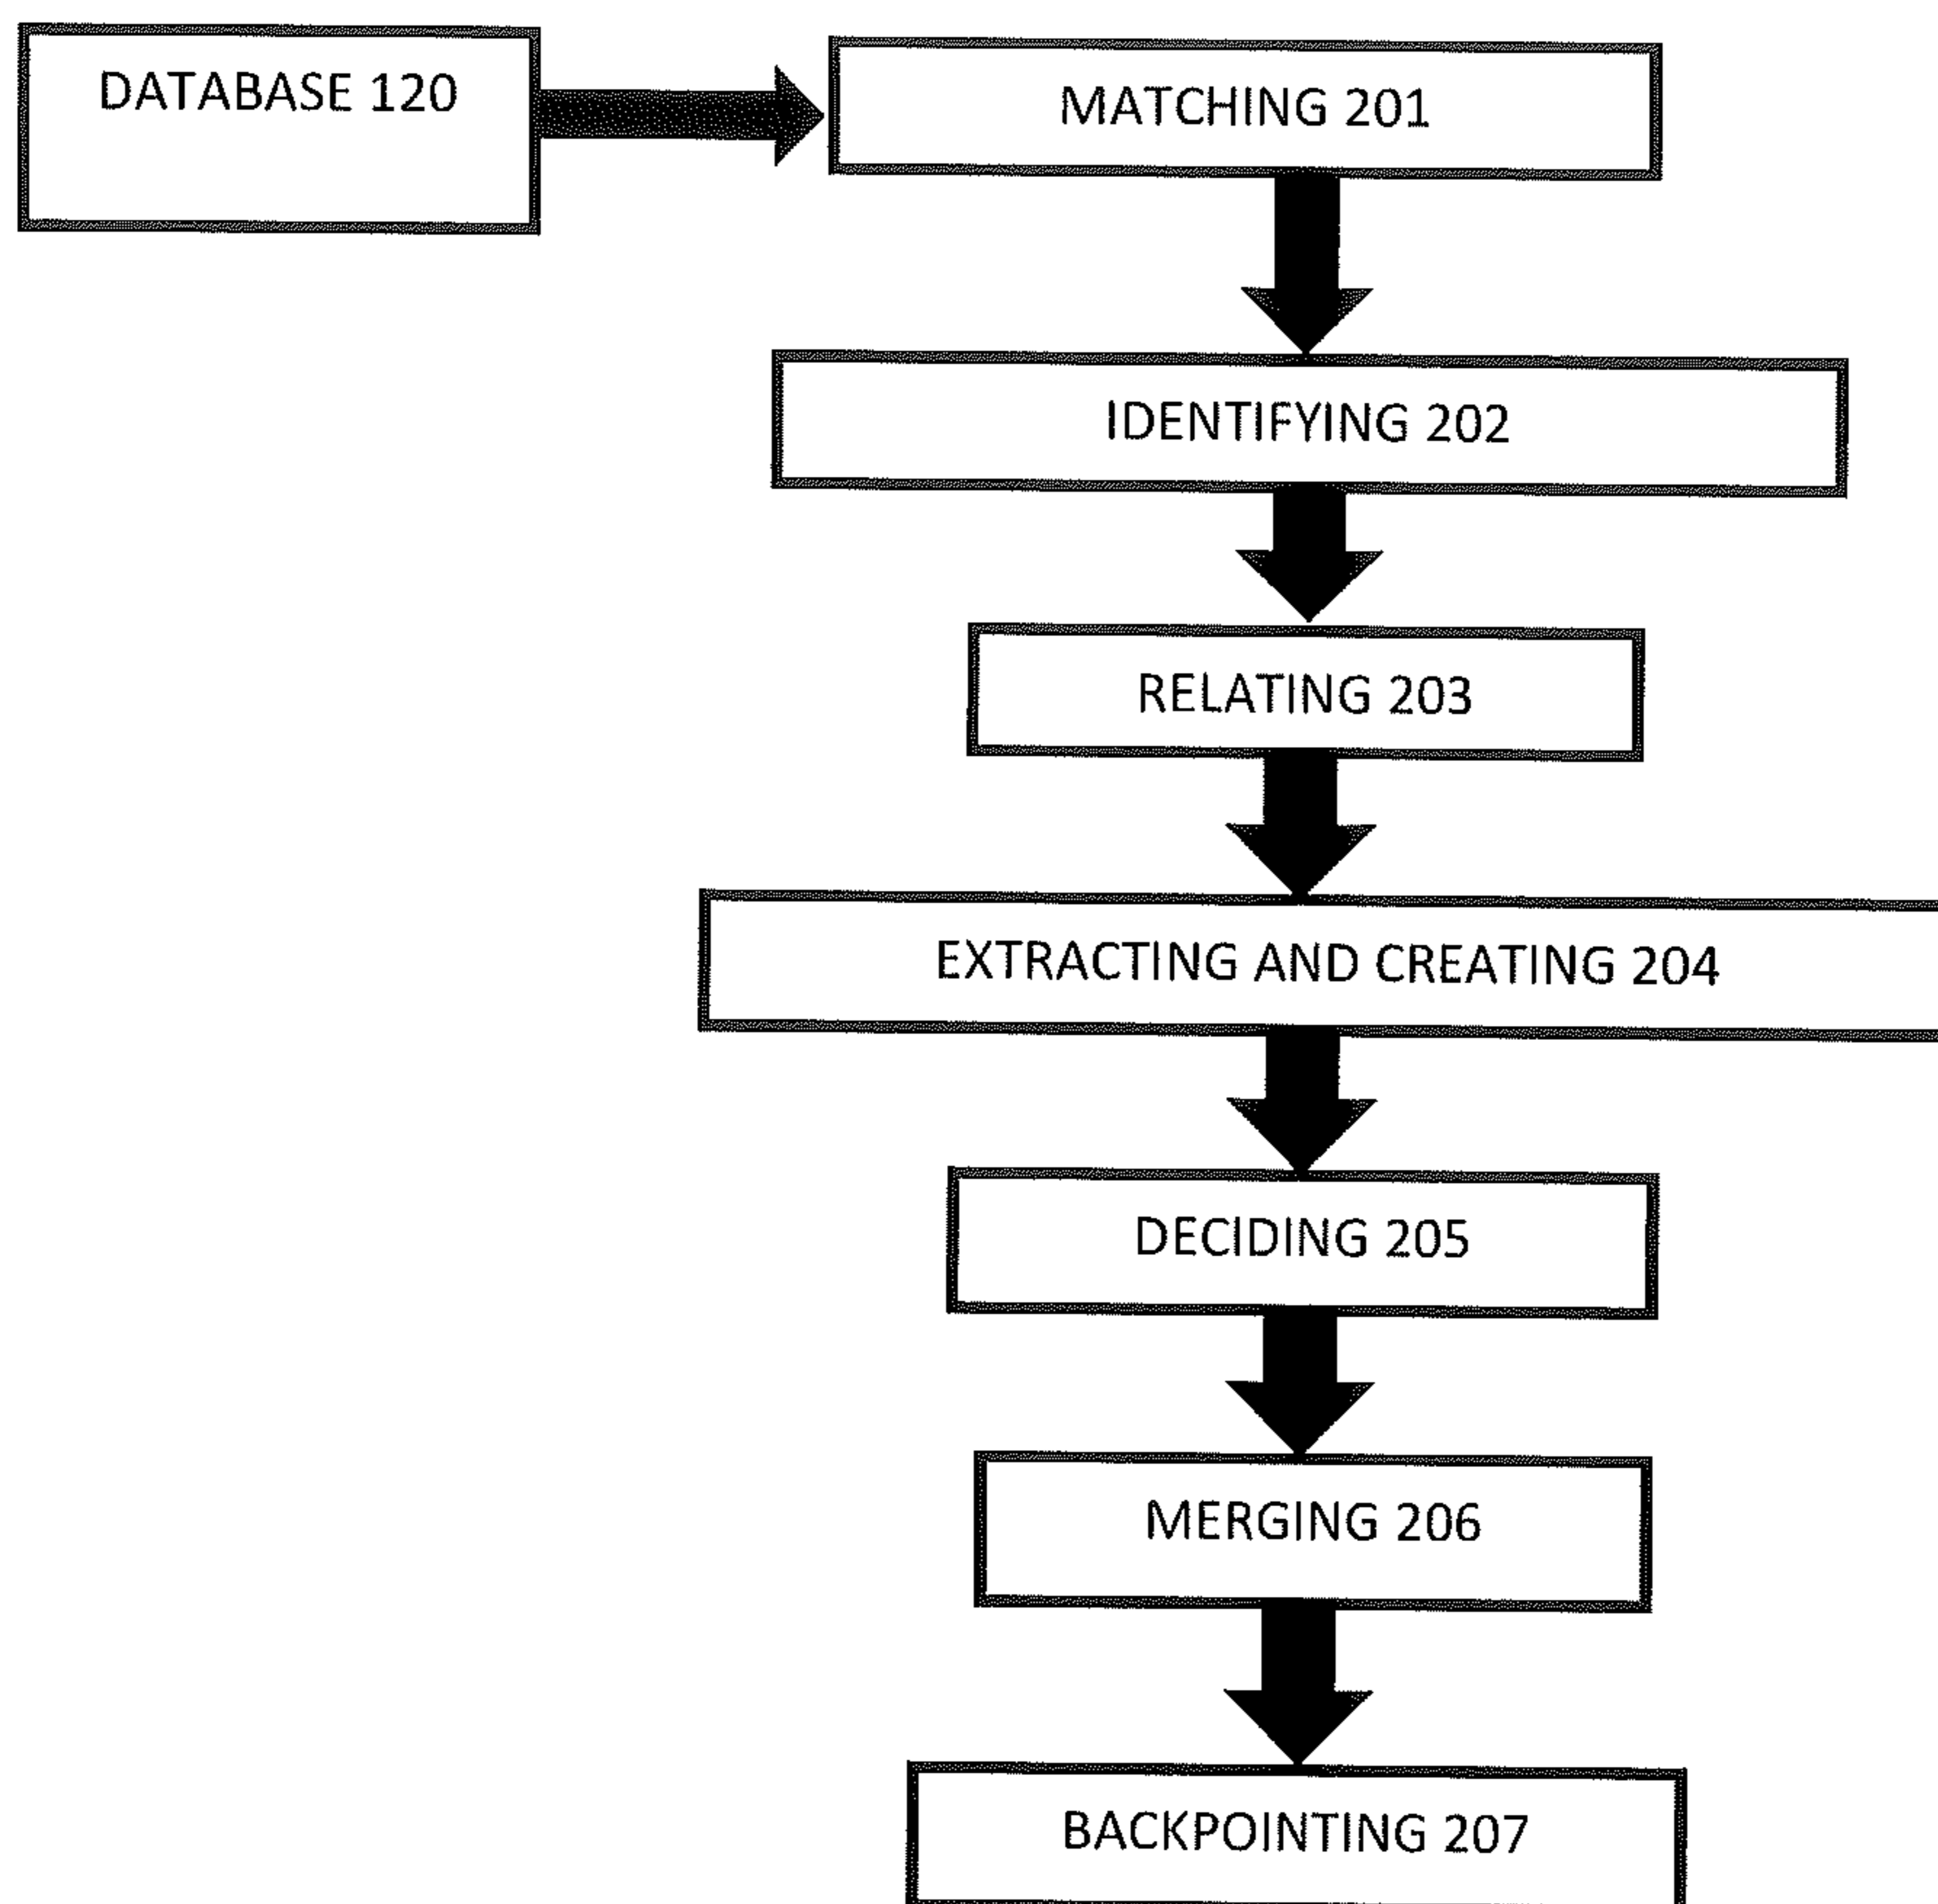 DATABASE 120
MATCHING 201
IDENTIFYING 202
RELATING 203
EXTRACTING AND CREATING 204
DECIDING 205
MERGING 206
BACKPOINTING 207